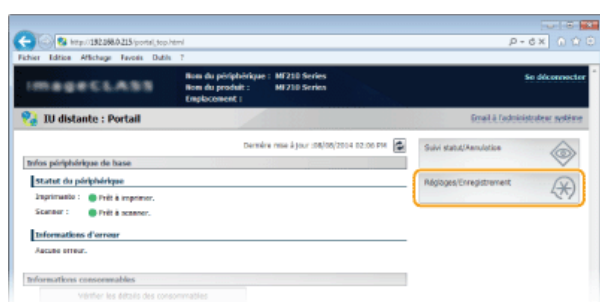 http://192.168.0.215/portal_top.html
Fichier Edition Affichage Favoris Outils ?
Nom du périphérique : MF210 Series
Nom du produit : MF210 Series
Emplacement :
Se déconnecter
IU distante : Portail
Email à l'administrateur système
Dernière mise à jour :08/08/2014 02:06 PM
Suivi statut/Annulation
Infos périphérique de base
Statut du périphérique
Réglages/Enregistrement
Imprimante : Prêt à imprimer.
Scanner : Prêt à scanner.
Informations d'erreur
Aucune erreur.
Informations consommables
Vérifier les détails des consommables